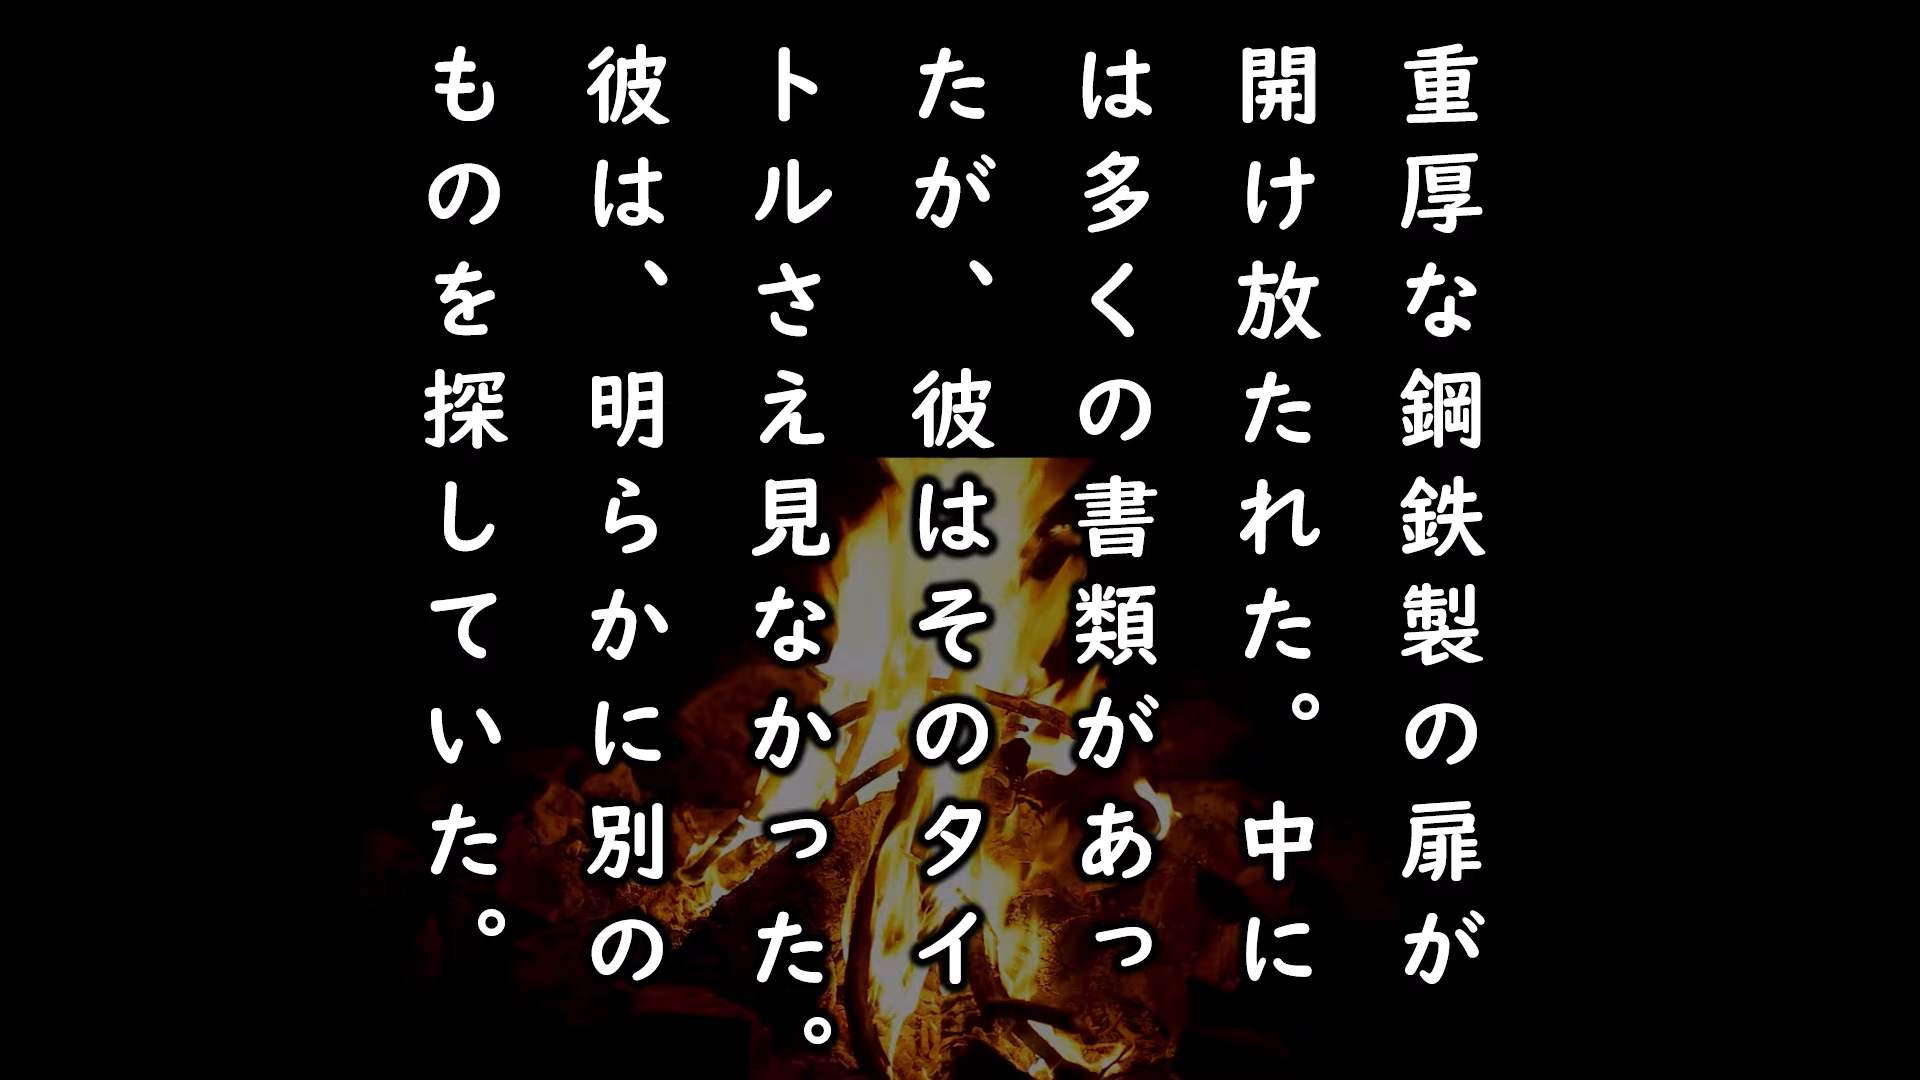 重厚な鋼鉄製の扉が
開け放たれた。中に
は多くの書類があっ
たが、彼はそのタイ
トルさえ見なかった。
彼は、明らかに別の
ものを探していた。